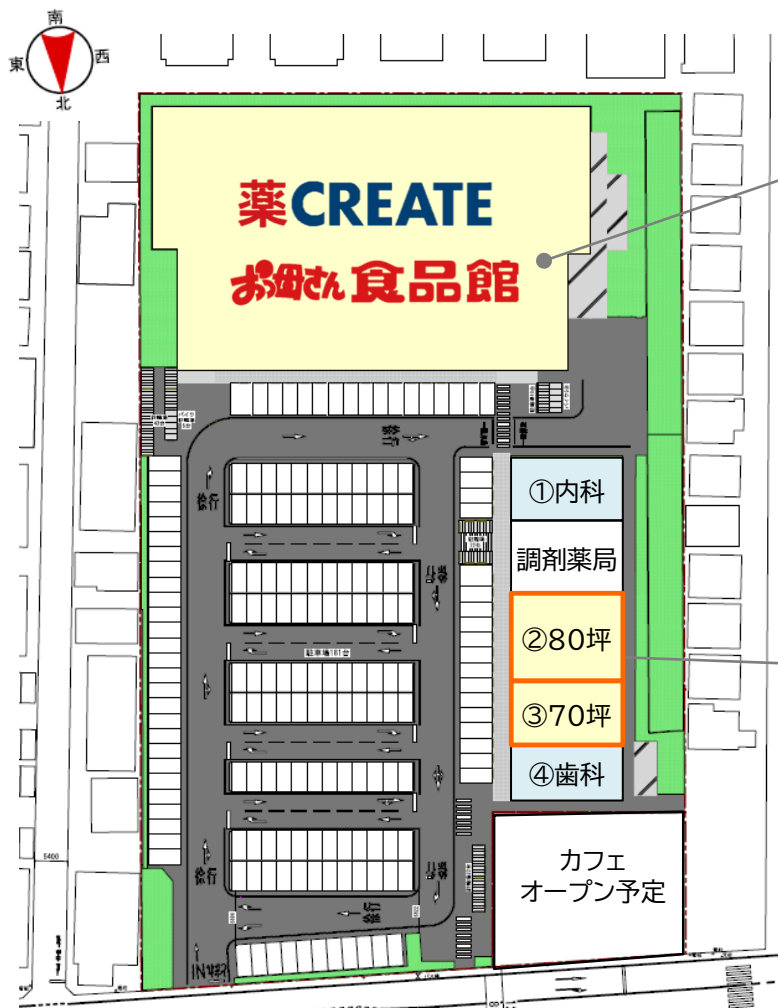 南
東
西
北
薬CREATE
お母さん食品館
徐行
①内科
調剤薬局
②80坪
駐車場181台
③70坪
④歯科
カフェ
オープン予定
徐行
5400